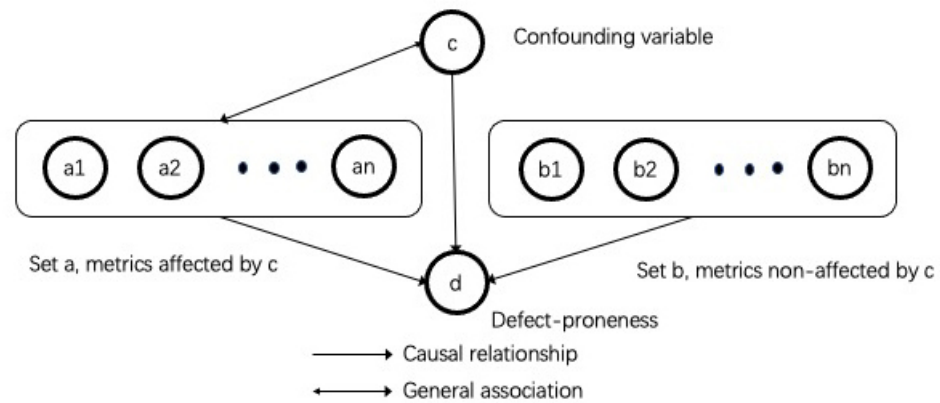 c
Confounding variable
a1 a2 an
b1 b2 bn
Set a, metrics affected by c
d
Set b, metrics non-affected by c
Defect-proneness
Causal relationship
General association